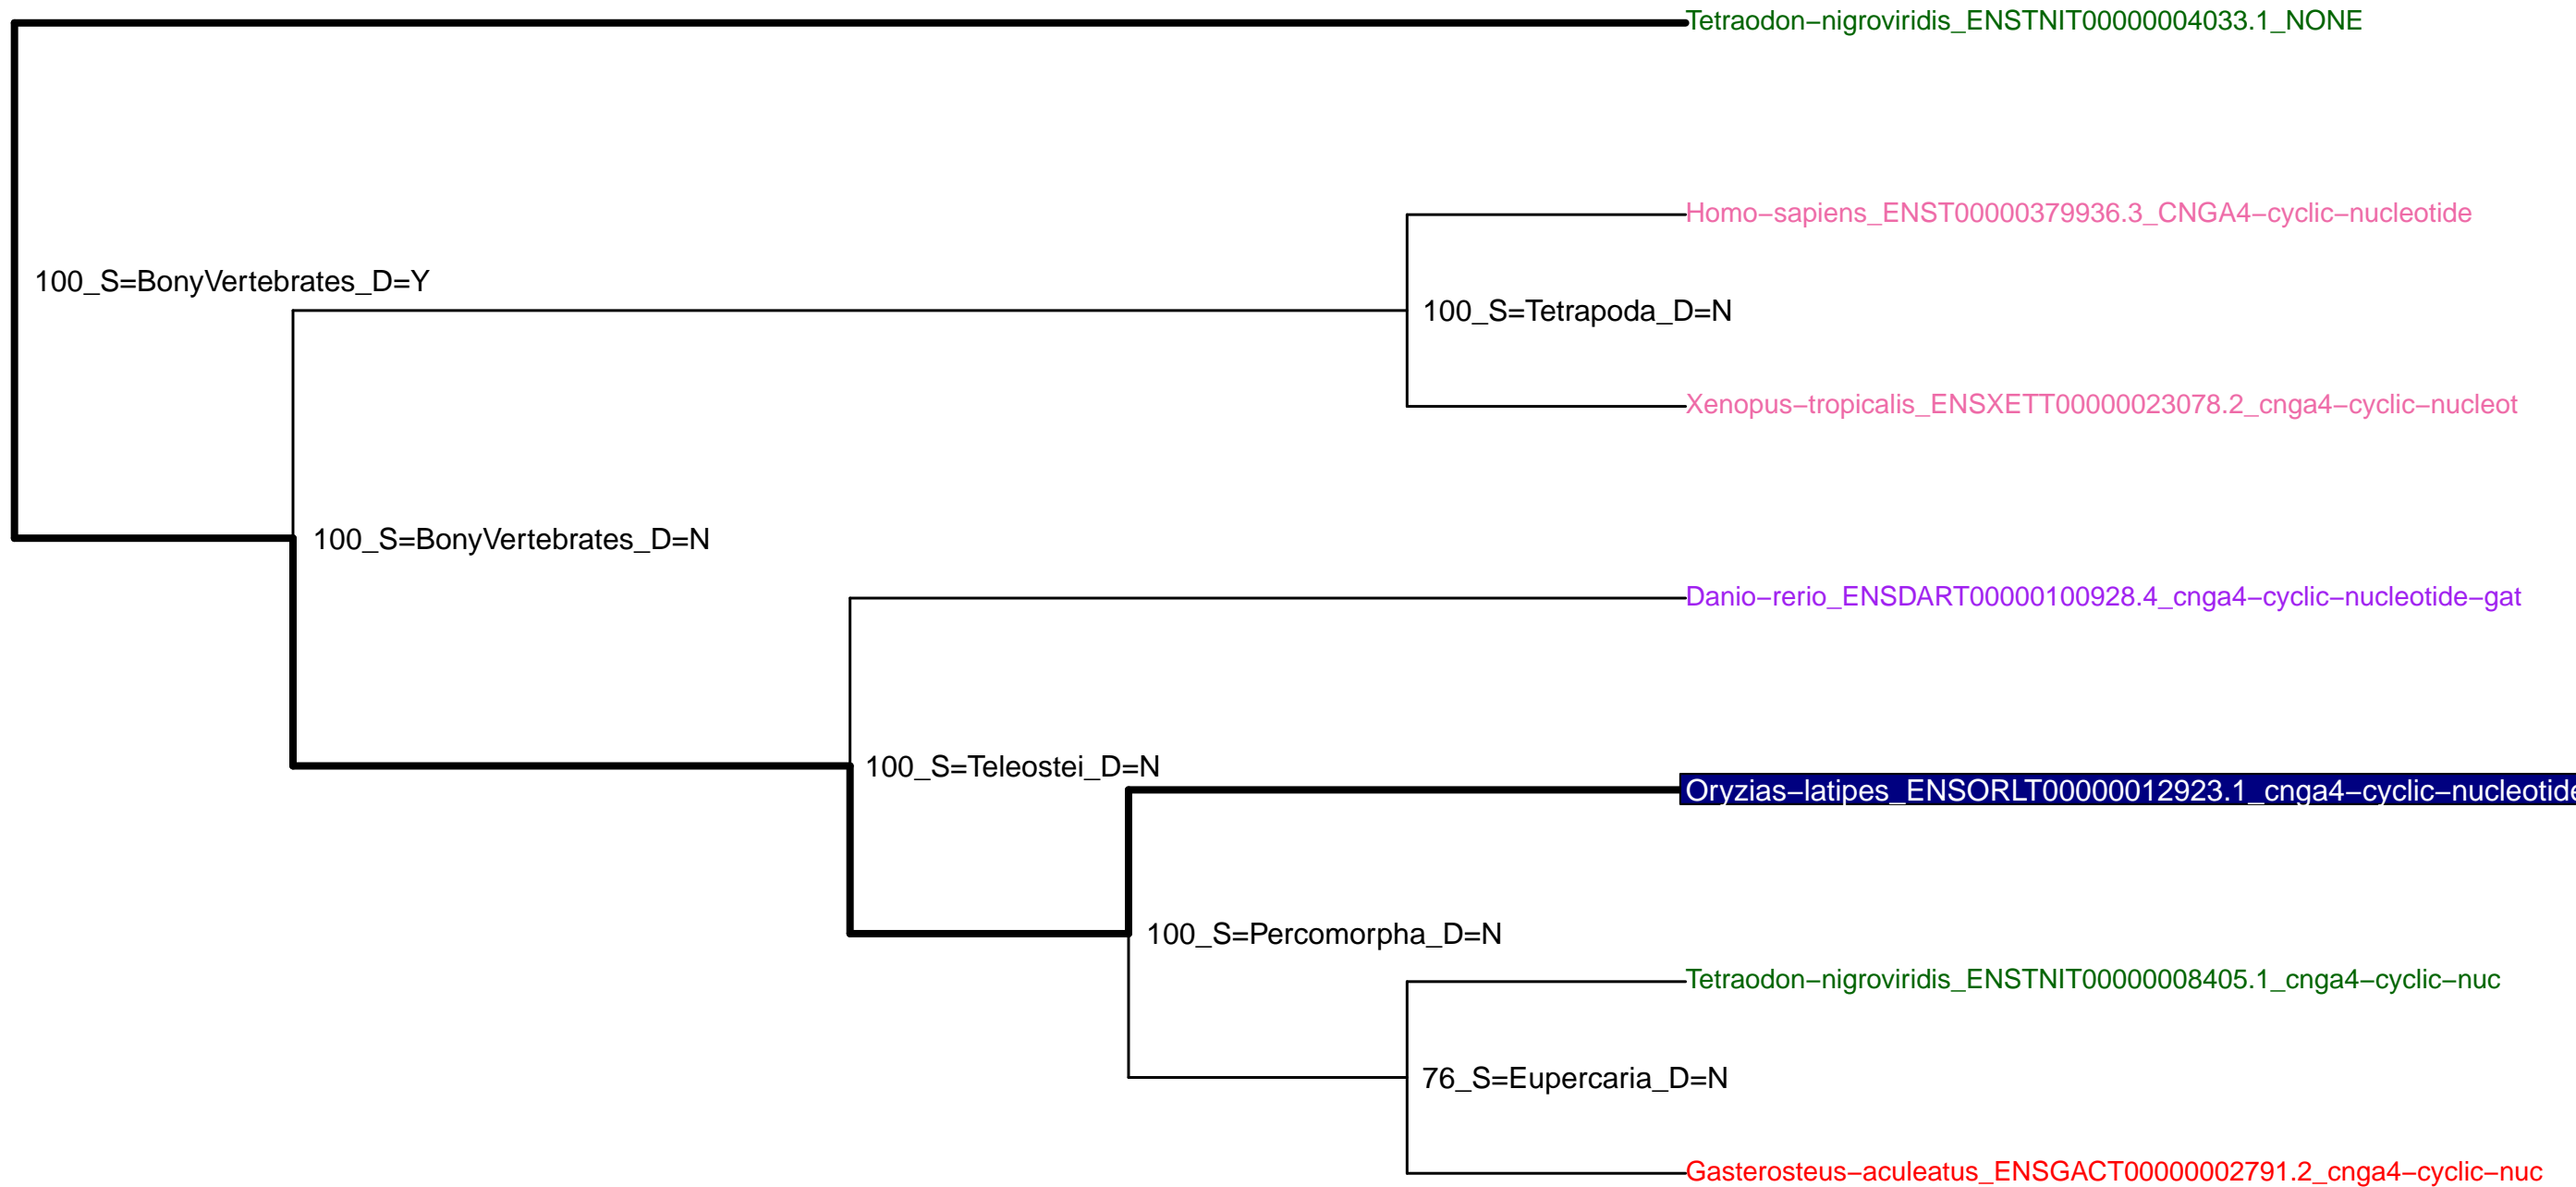 Tetraodon−nigroviridis_ENSTNIT00000004033.1_NONE
Homo−sapiens_ENST00000379936.3_CNGA4−cyclic−nucleotide
100_S=BonyVertebrates_D=Y
100_S=Tetrapoda_D=N
Xenopus−tropicalis_ENSXETT00000023078.2_cnga4−cyclic−nucleot
100_S=BonyVertebrates_D=N
Danio−rerio_ENSDART00000100928.4_cnga4−cyclic−nucleotide−gat
100_S=Teleostei_D=N
Oryzias−latipes_ENSORLT00000012923.1_cnga4−cyclic−nucleotide
100_S=Percomorpha_D=N
Tetraodon−nigroviridis_ENSTNIT00000008405.1_cnga4−cyclic−nuc
76_S=Eupercaria_D=N
Gasterosteus−aculeatus_ENSGACT00000002791.2_cnga4−cyclic−nuc